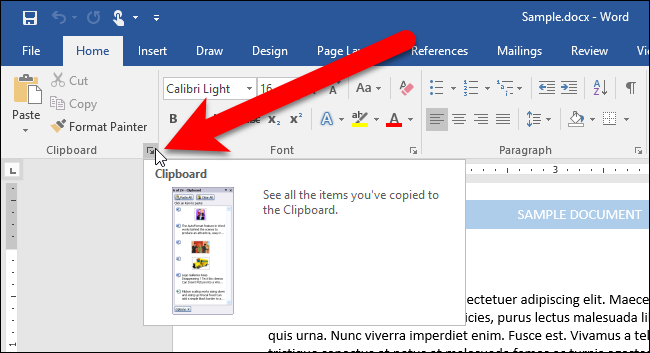 Sample.docx - Word
File Home Insert Draw Design Page La References Mailings Review
Cut
Copy
Paste
Format Painter
Clipboard
Calibri Light 16
Aa
B
x₂ x²
A ab A
Font
Paragraph
3
Clipboard
See all the items you've copied to
the Clipboard.
SAMPLE DOCUMENT
ectetuer adipiscing elit. Maece
icies, purus lectus malesuada li
quis urna. Nunc viverra imperdiet enim. Fusce est. Vivamus a tel